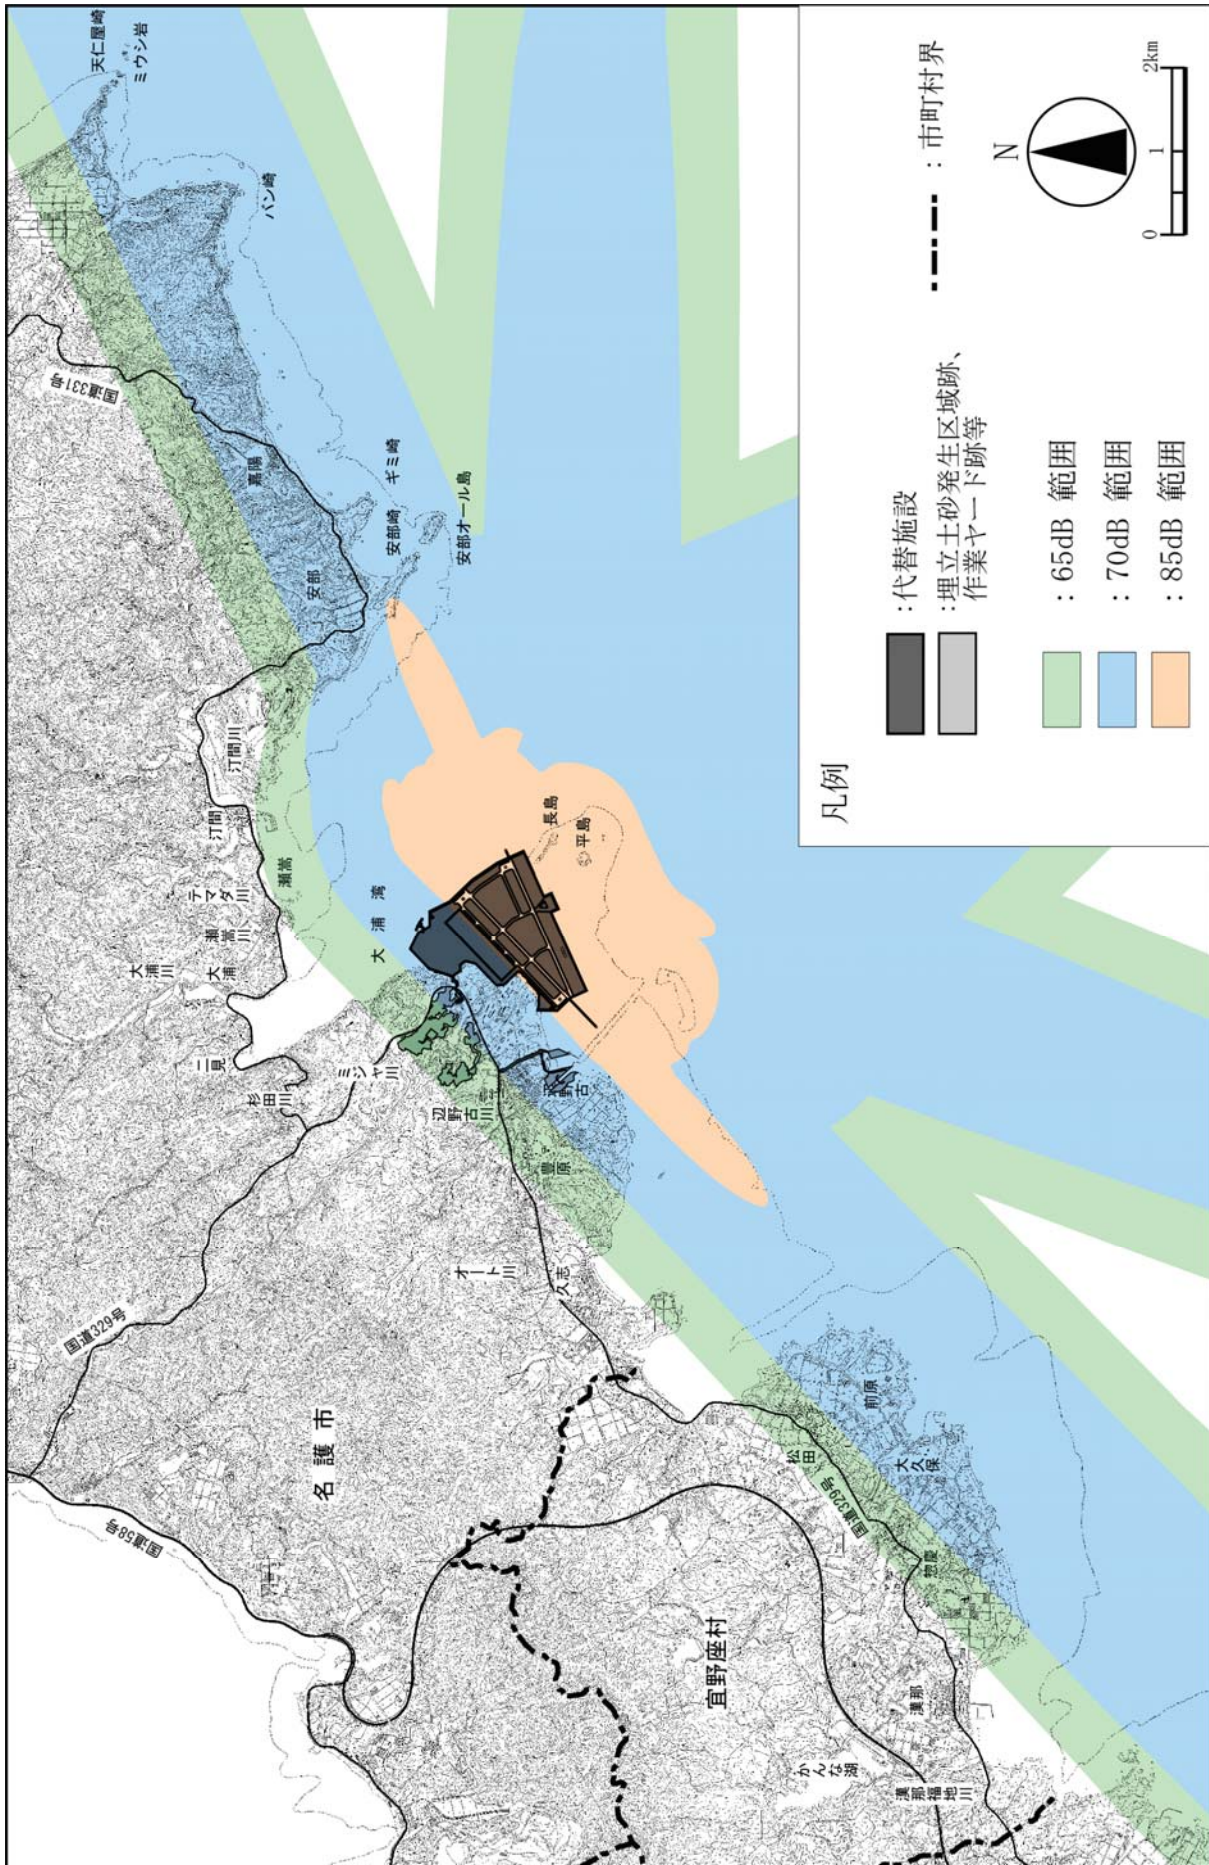 天仁屋崎
ミウシ岩
バン崎
国道331号
嘉陽
ギミ崎
安部崎
安部オール島
安部
汀間川
汀間
テマダ川
瀬嵩
瀬嵩川
大浦川
大浦
大浦湾
二見
杉田川
ミジャ川
長島
平島
辺野古川
辺野古
豊原
国道329号
オート川
久志
名護市
国道58号
松田
前原
国道329号
大久保
惣慶
宜野座村
漢那
かんな湖
漢那福地川
凡例
:代替施設
:埋立土砂発生区域跡、
作業ヤード跡等
: 市町村界
: 65dB 範囲
: 70dB 範囲
: 85dB 範囲
N
0 1 2km